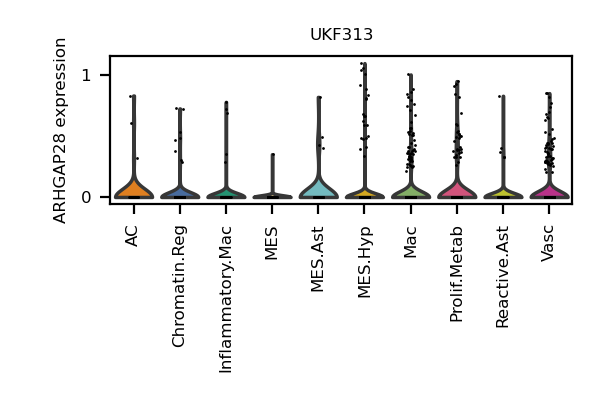 UKF313
ARHGAP28 expression
1
0
AC
Chromatin.Reg
Inflammatory.Mac
MES
MES.Ast
MES.Hyp
Mac
Prolif.Metab
Reactive.Ast
Vasc